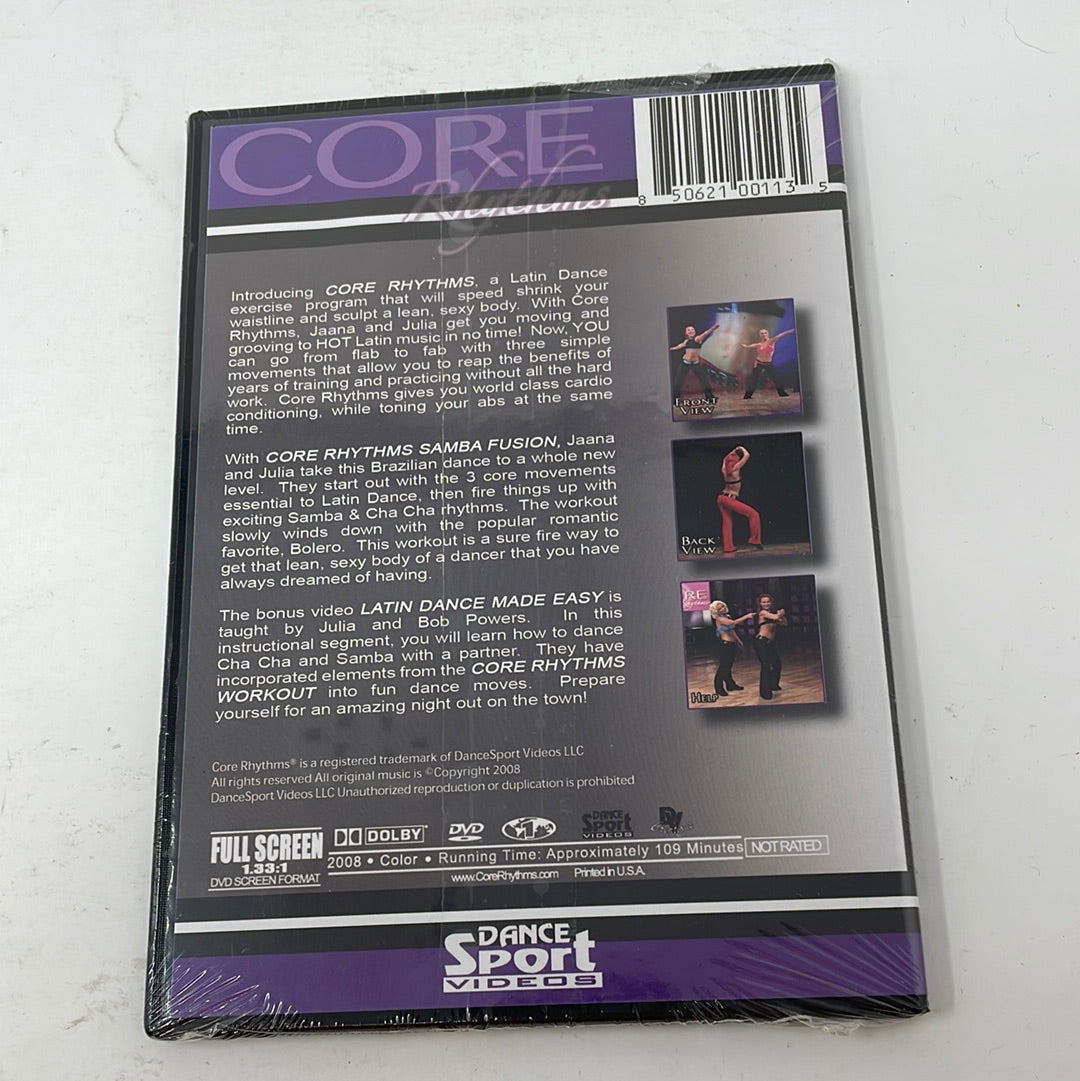 CORE
Rhythms
8 50621 00113 5
Introducing CORE RHYTHMS, a Latin Dance
exercise program that will speed shrink your
waistline and sculpt a lean, sexy body. With Core
Rhythms, Jaana and Julia get you moving and
grooving to HOT Latin music in no time! Now, YOU
can go from flab to fab with three simple
movements that allow you to reap the benefits of
years of training and practicing without all the hard
work. Core Rhythms gives you world class cardio
conditioning, while toning your abs at the same
time.
With CORE RHYTHMS SAMBA FUSION, Jaana
and Julia take this Brazilian dance to a whole new
level. They start out with the 3 core movements
essential to Latin Dance, then fire things up with
exciting Samba & Cha Cha rhythms. The workout
slowly winds down with the popular romantic
favorite, Bolero. This workout is a sure fire way to
get that lean, sexy body of a dancer that you have
always dreamed of having.
The bonus video LATIN DANCE MADE EASY is
taught by Julia and Bob Powers. In this
instructional segment, you will learn how to dance
Cha Cha and Samba with a partner. They have
incorporated elements from the CORE RHYTHMS
WORKOUT into fun dance moves. Prepare
yourself for an amazing night out on the town!
FRONT
VIEW
BACK
VIEW
RE
Rhythms
HELP
Core Rhythms® is a registered trademark of DanceSport Videos LLC
All rights reserved All original music is ©Copyright 2008
DanceSport Videos LLC Unauthorized reproduction or duplication is prohibited
FULL SCREEN
1.33:1
DVD SCREEN FORMAT
DOLBY
DVD
1
DANCE
Sport
VIDEOS
2008 • Color • Running Time: Approximately 109 Minutes
NOT RATED
www.CoreRhythms.com Printed in U.S.A.
DANCE
Sport
VIDEOS